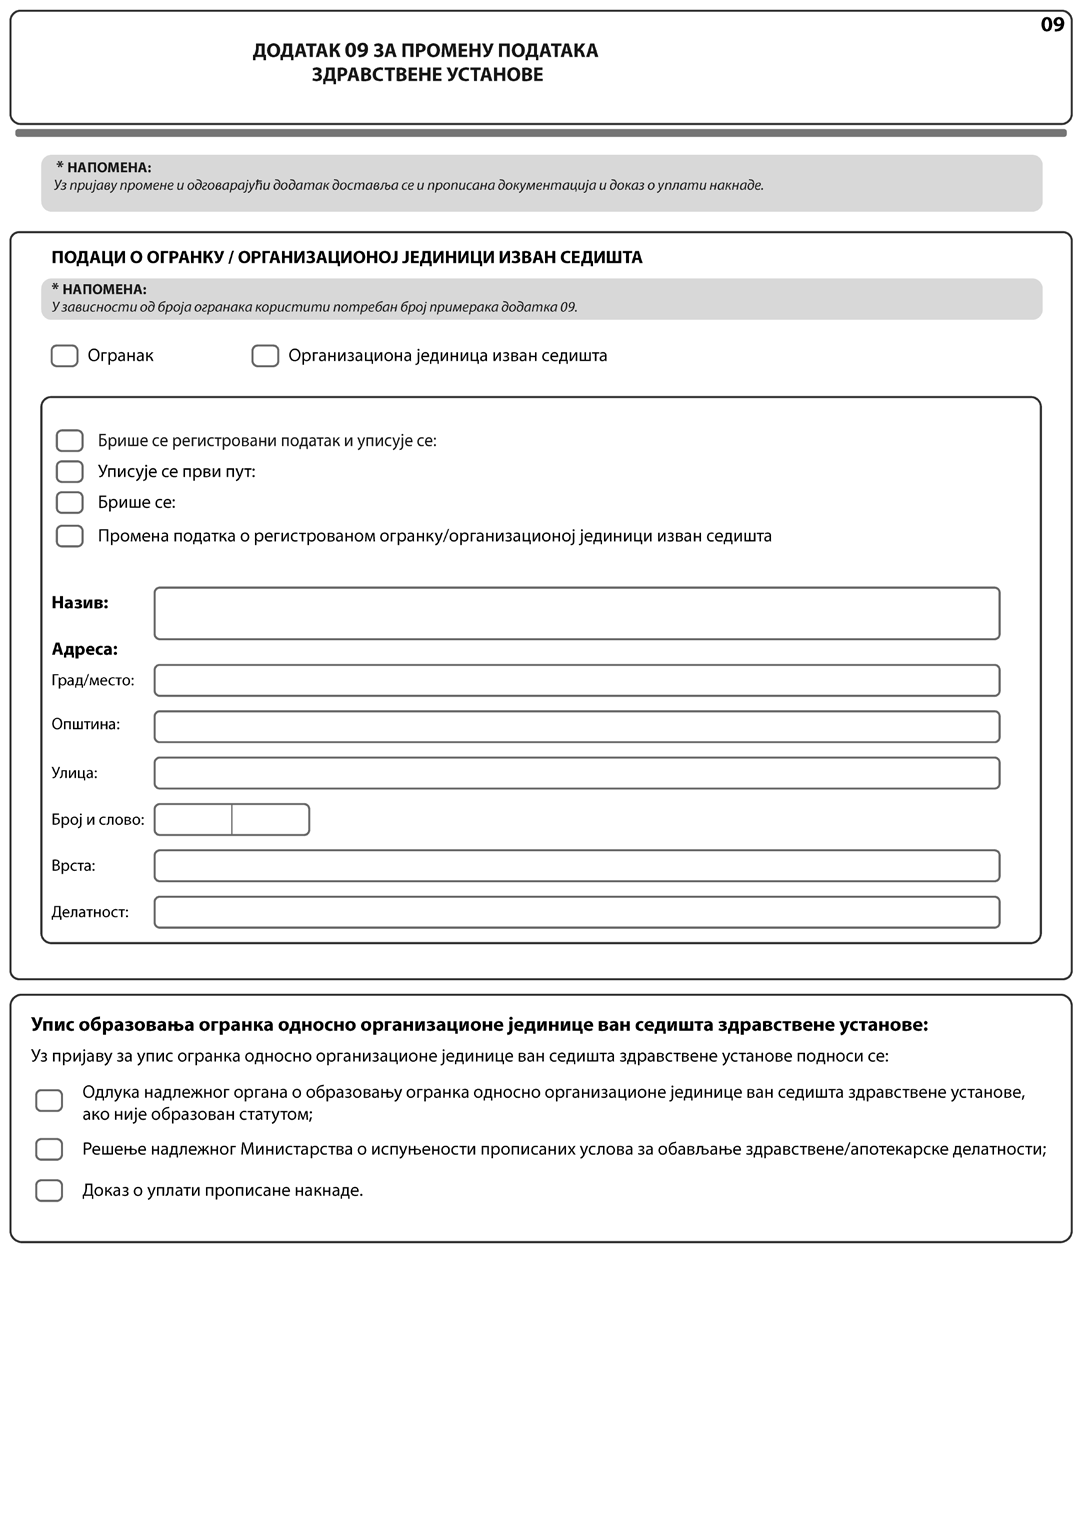 09
ДОДАТАК 09 ЗА ПРОМЕНУ ПОДАТАКА
ЗДРАВСТВЕНЕ УСТАНОВЕ
* НАПОМЕНА:
Уз пријаву промене и одговарајући додатак доставља се и прописана документација и доказ о уплати накнаде.
ПОДАЦИ О ОГРАНКУ / ОРГАНИЗАЦИОНОЈ ЈЕДИНИЦИ ИЗВАН СЕДИШТА
* НАПОМЕНА:
У зависности од броја огранака користити потребан број примерака додатка 09.
Огранак Организациона јединица изван седишта
Брише се регистровани податак и уписује се:
Уписује се први пут:
Брише се:
Промена податка о регистрованом огранку/организационој јединици изван седишта
Назив:
Адреса:
Град/место:
Општина:
Улица:
Број и слово:
Врста:
Делатност:
Упис образовања огранка односно организационе јединице ван седишта здравствене установе:
Уз пријаву за упис огранка односно организационе јединице ван седишта здравствене установе подноси се:
Одлука надлежног органа о образовању огранка односно организационе јединице ван седишта здравствене установе,
ако није образован статутом;
Решење надлежног Министарства о испуњености прописаних услова за обављање здравствене/апотекарске делатности;
Доказ о уплати прописане накнаде.